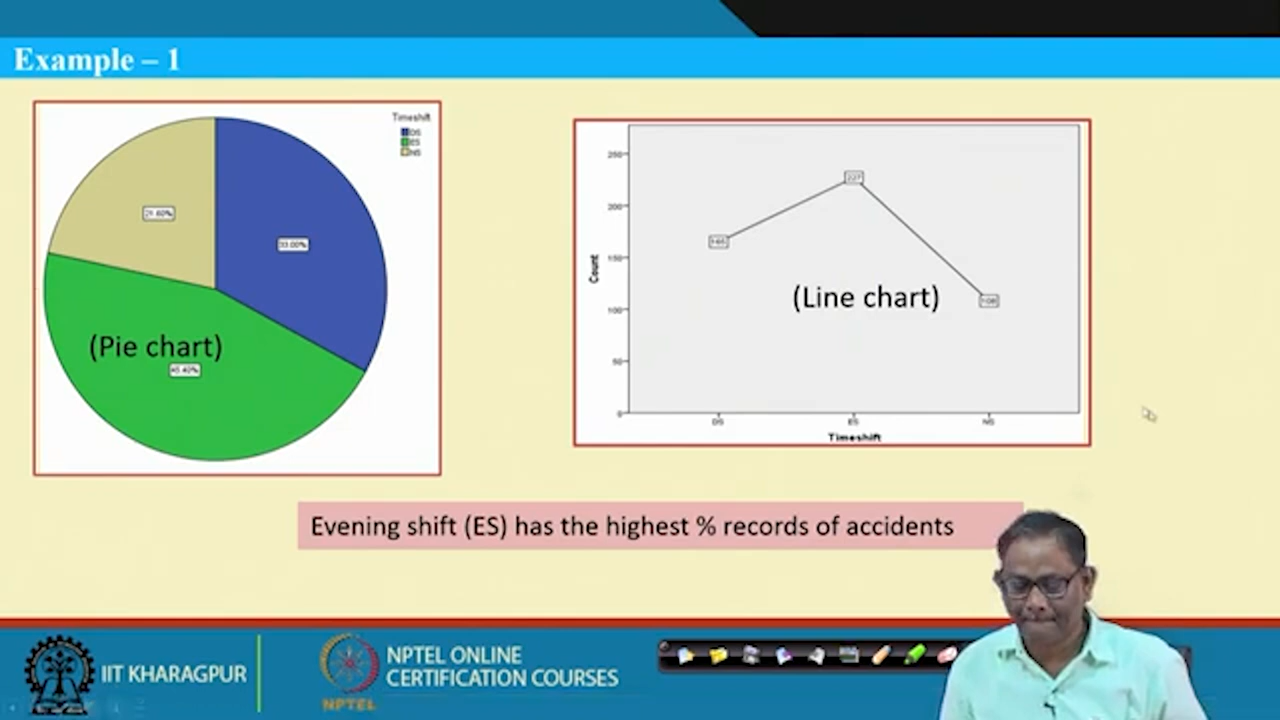 Example – 1
Timeshift
DS
ES
NS
21.60%
33.00%
(Pie chart)
45.40%
250
200
150
100
50
0
Count
165
227
108
(Line chart)
DS
ES
NS
Timeshift
Evening shift (ES) has the highest % records of accidents
IIT KHARAGPUR
NPTEL
NPTEL ONLINE
CERTIFICATION COURSES